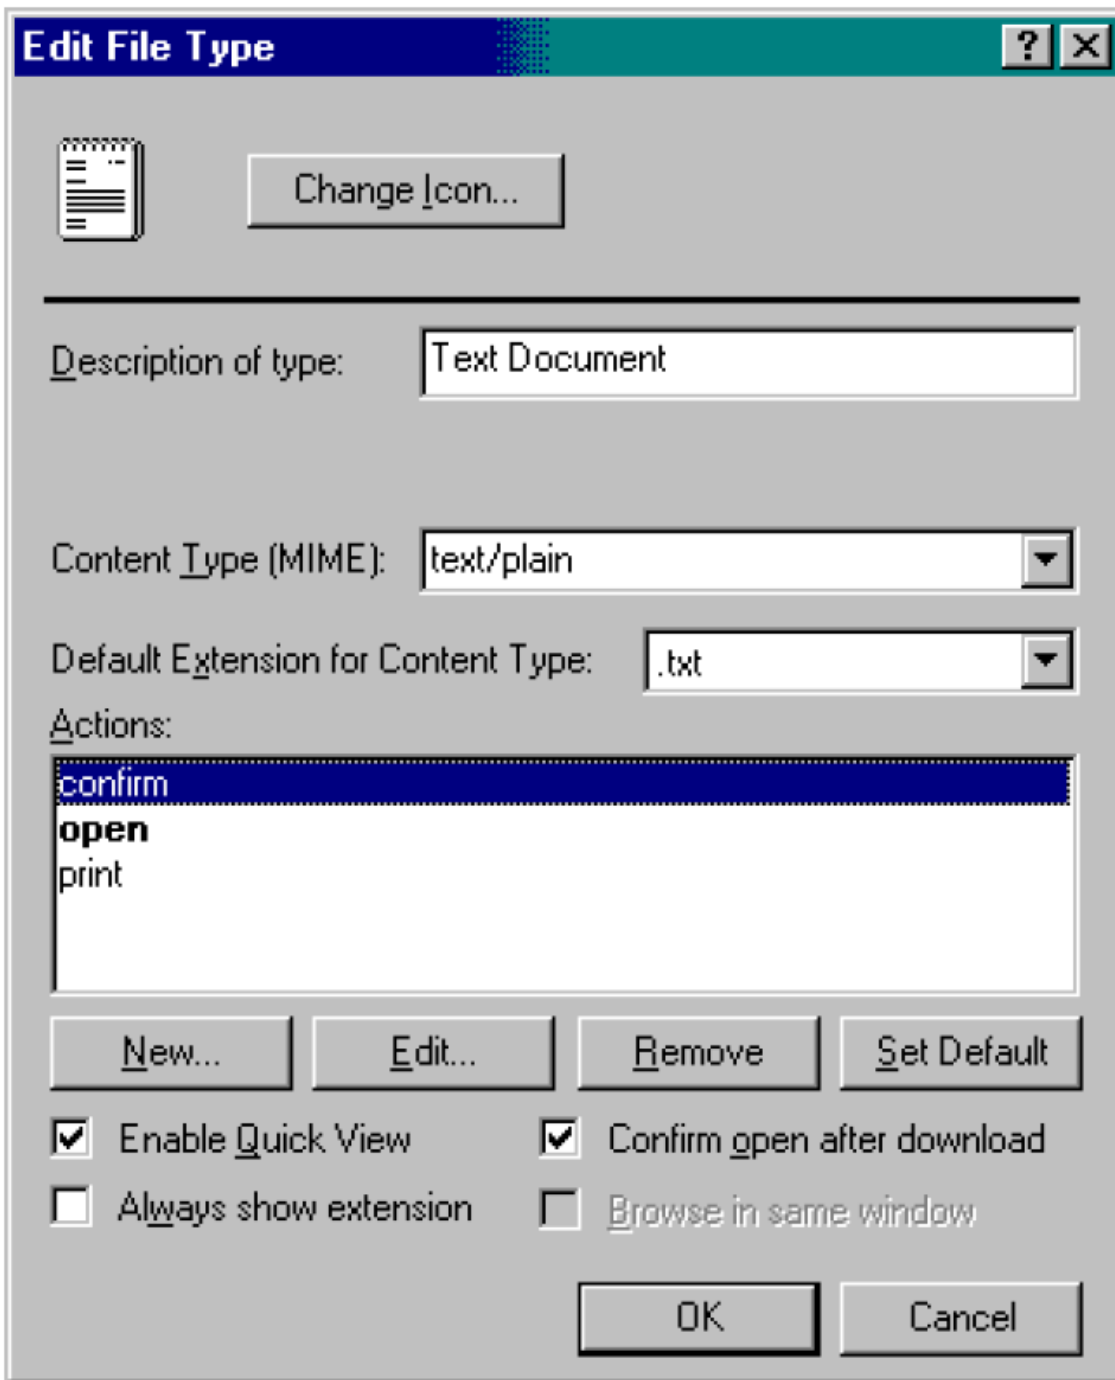 Edit File Type
Change Icon...
Description of type: Text Document
Content Type (MIME): text/plain
Default Extension for Content Type: .txt
Actions:
confirm
open
print
New... Edit... Remove Set Default
Enable Quick View Confirm open after download
Always show extension Browse in same window
OK Cancel